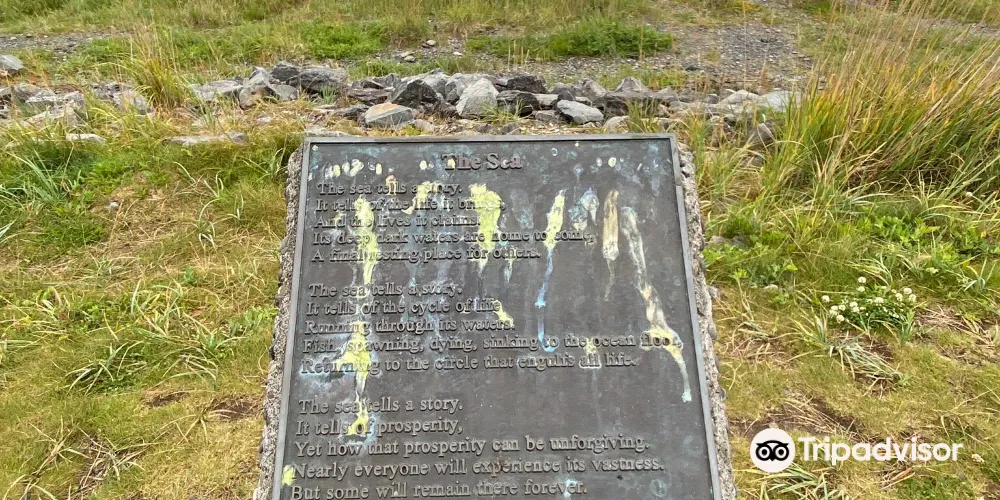 The Sea
The sea tells a story.
It tells of the life it brings
And the lives it claims.
Its deep dark waters are home to some,
A final resting place for others.
The sea tells a story.
It tells of the cycle of life
Running through its waters.
Fish, spawning, dying, sinking to the ocean floor,
Returning to the circle that engulfs all life.
The sea tells a story.
It tells of prosperity,
Yet how that prosperity can be unforgiving.
Nearly everyone will experience its vastness.
But some will remain there forever.
Tripadvisor